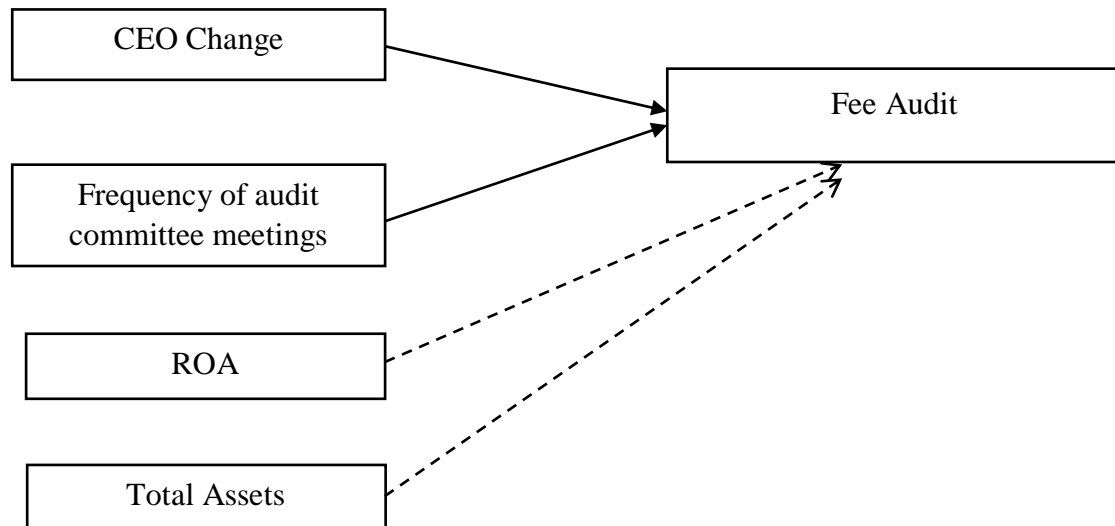 CEO Change
Fee Audit
Frequency of audit
committee meetings
ROA
Total Assets